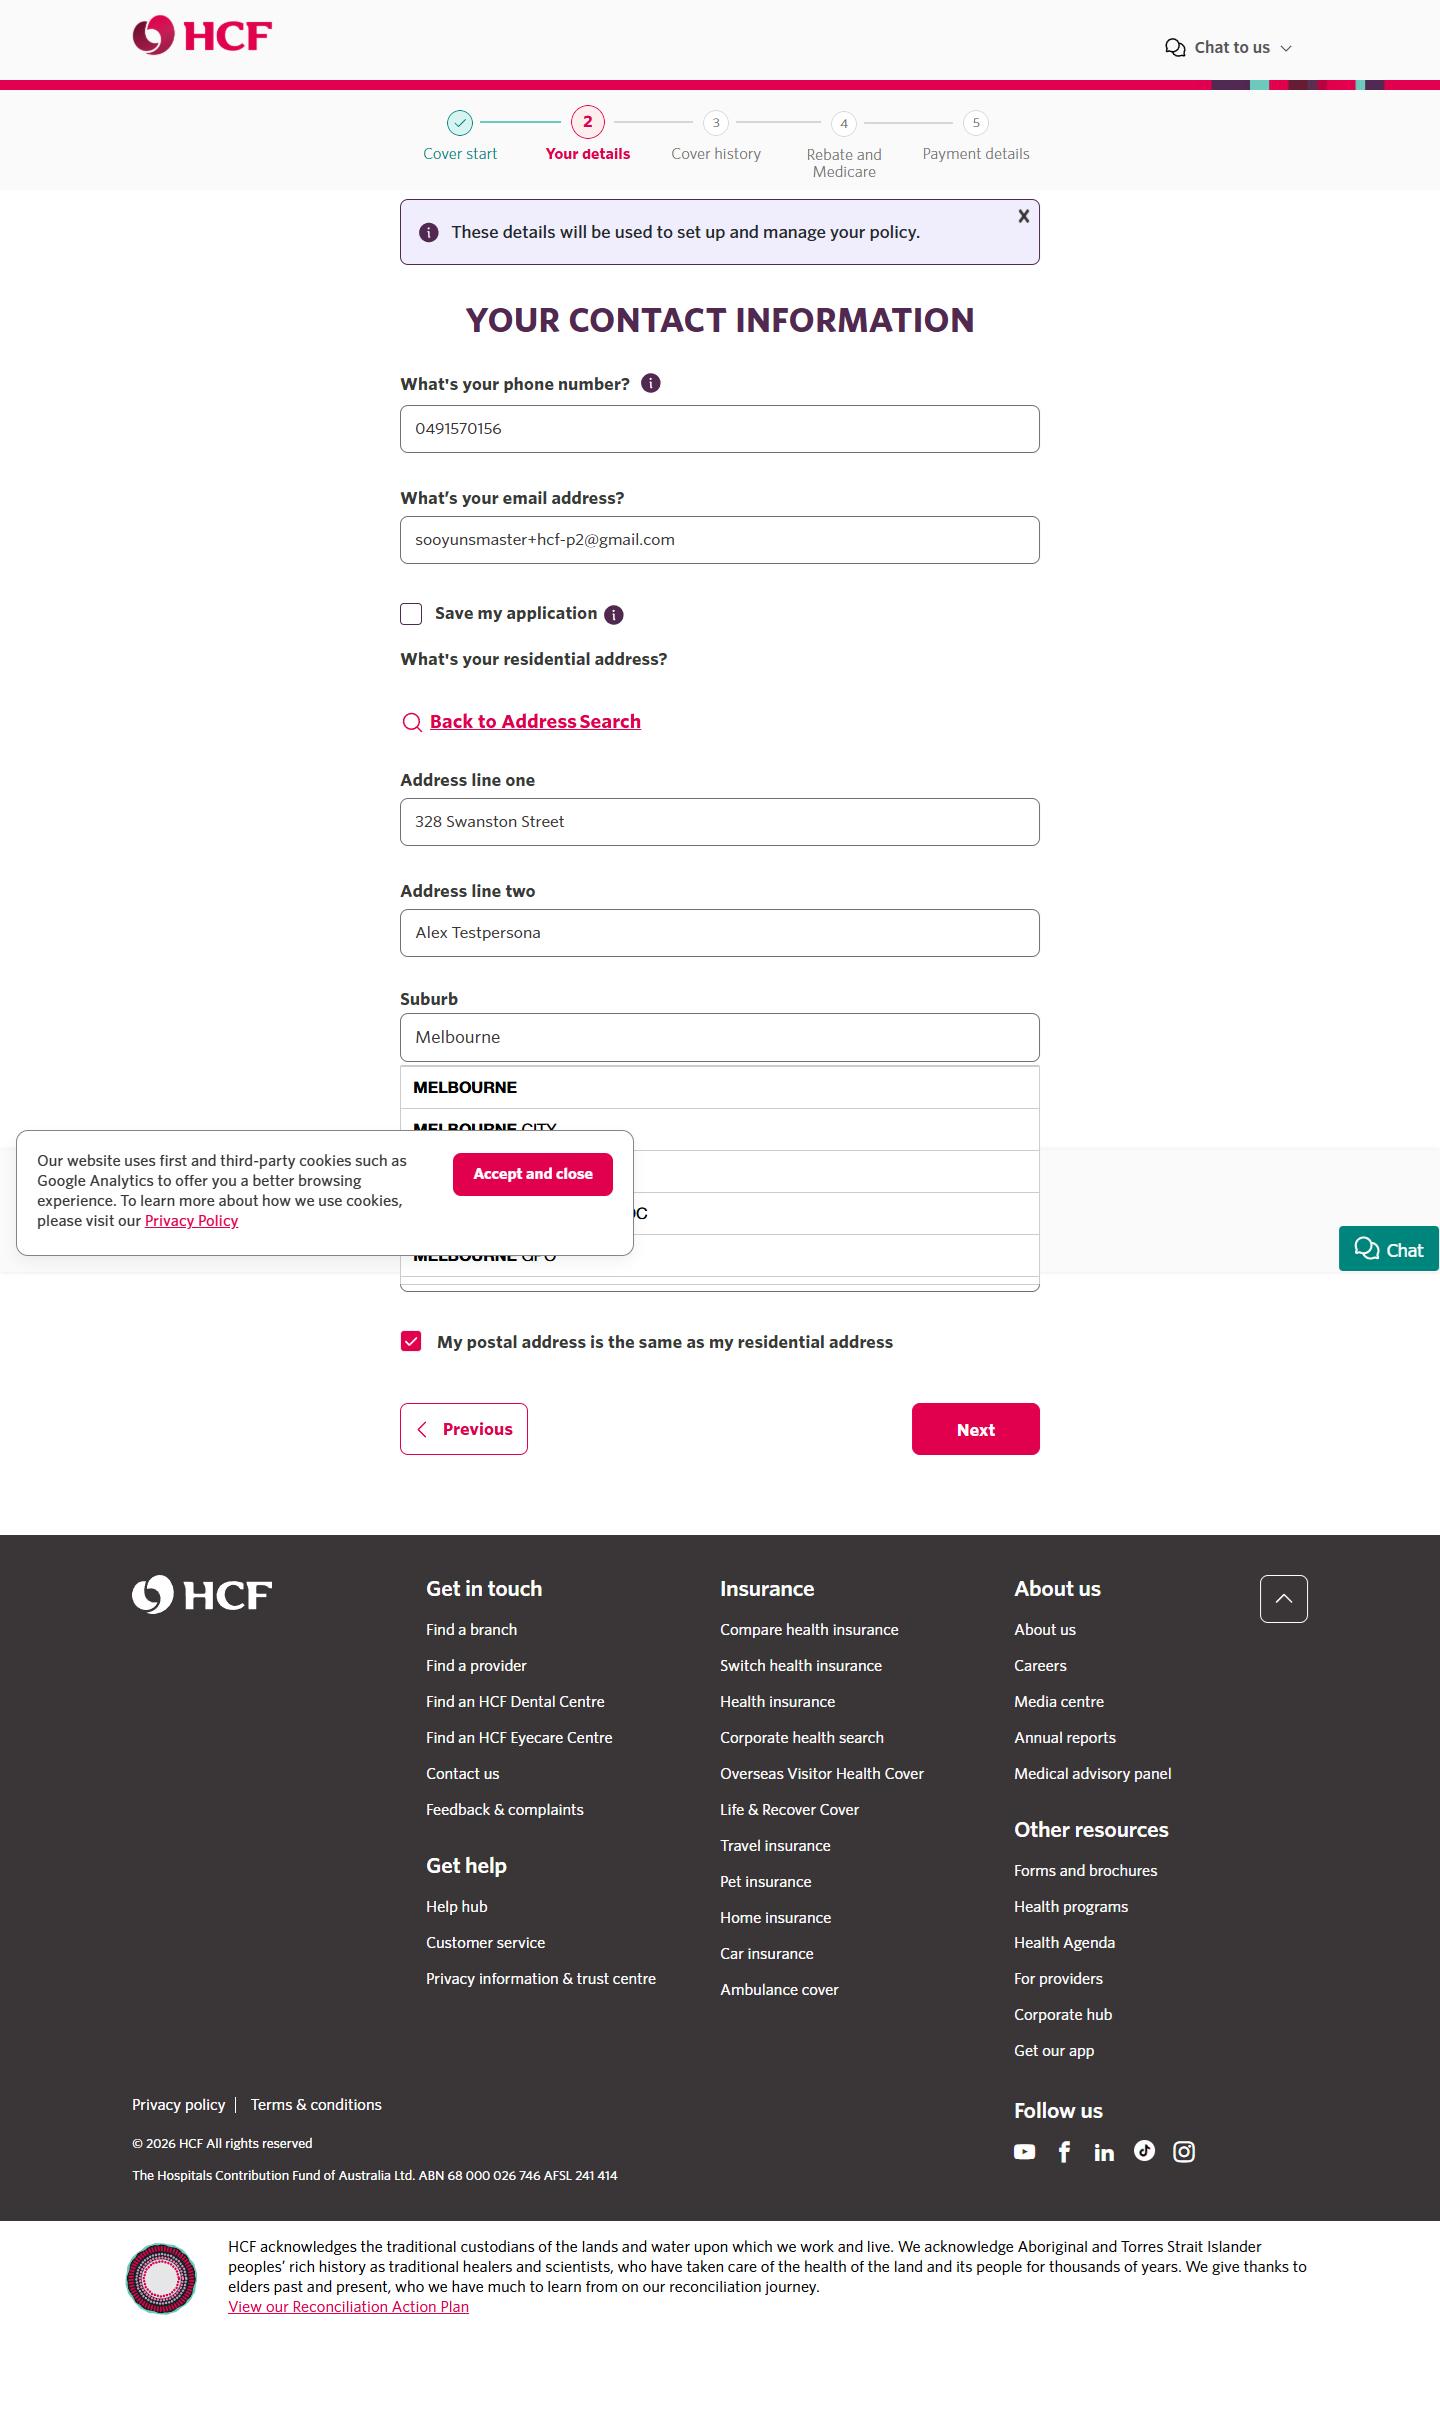 HCF
Chat to us
2
3
4
5
Cover start
Your details
Cover history
Rebate and
Medicare
Payment details
X
These details will be used to set up and manage your policy.
YOUR CONTACT INFORMATION
What's your phone number?
0491570156
What's your email address?
sooyunsmaster+hcf-p2@gmail.com
Save my application
What's your residential address?
Back to Address Search
Address line one
328 Swanston Street
Address line two
Alex Testpersona
Suburb
Melbourne
MELBOURNE
MELBOURNE CITY
Our website uses first and third-party cookies such as
Google Analytics to offer you a better browsing
experience. To learn more about how we use cookies,
please visit our Privacy Policy
Accept and close
MELBOURNE GPO
Chat
My postal address is the same as my residential address
Previous
Next
HCF
Get in touch
Find a branch
Find a provider
Find an HCF Dental Centre
Find an HCF Eyecare Centre
Contact us
Feedback & complaints
Get help
Help hub
Customer service
Privacy information & trust centre
Insurance
Compare health insurance
Switch health insurance
Health insurance
Corporate health search
Overseas Visitor Health Cover
Life & Recover Cover
Travel insurance
Pet insurance
Home insurance
Car insurance
Ambulance cover
About us
About us
Careers
Media centre
Annual reports
Medical advisory panel
Other resources
Forms and brochures
Health programs
Health Agenda
For providers
Corporate hub
Get our app
Follow us
Privacy policy
Terms & conditions
© 2026 HCF All rights reserved
The Hospitals Contribution Fund of Australia Ltd. ABN 68 000 026 746 AFSL 241 414
HCF acknowledges the traditional custodians of the lands and water upon which we work and live. We acknowledge Aboriginal and Torres Strait Islander
peoples' rich history as traditional healers and scientists, who have taken care of the health of the land and its people for thousands of years. We give thanks to
elders past and present, who we have much to learn from on our reconciliation journey.
View our Reconciliation Action Plan